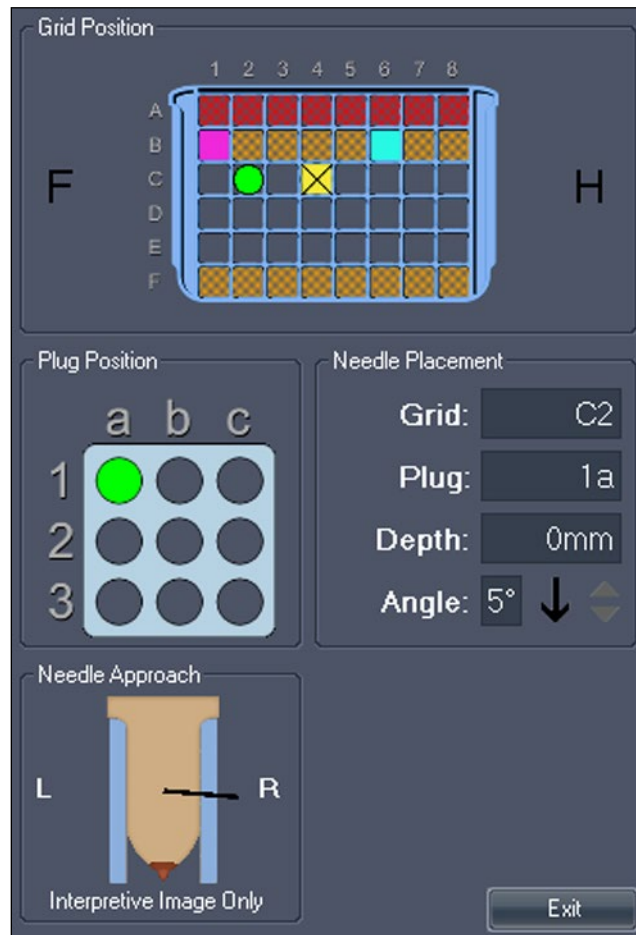 Grid Position
1 2 3 4 5 6 7 8
A
B
F
C
H
D
E
F
Plug Position
a b c
1
2
3
Needle Placement
Grid: C2
Plug: 1a
Depth: 0mm
Angle: 5°
Needle Approach
L R
Interpretive Image Only
Exit